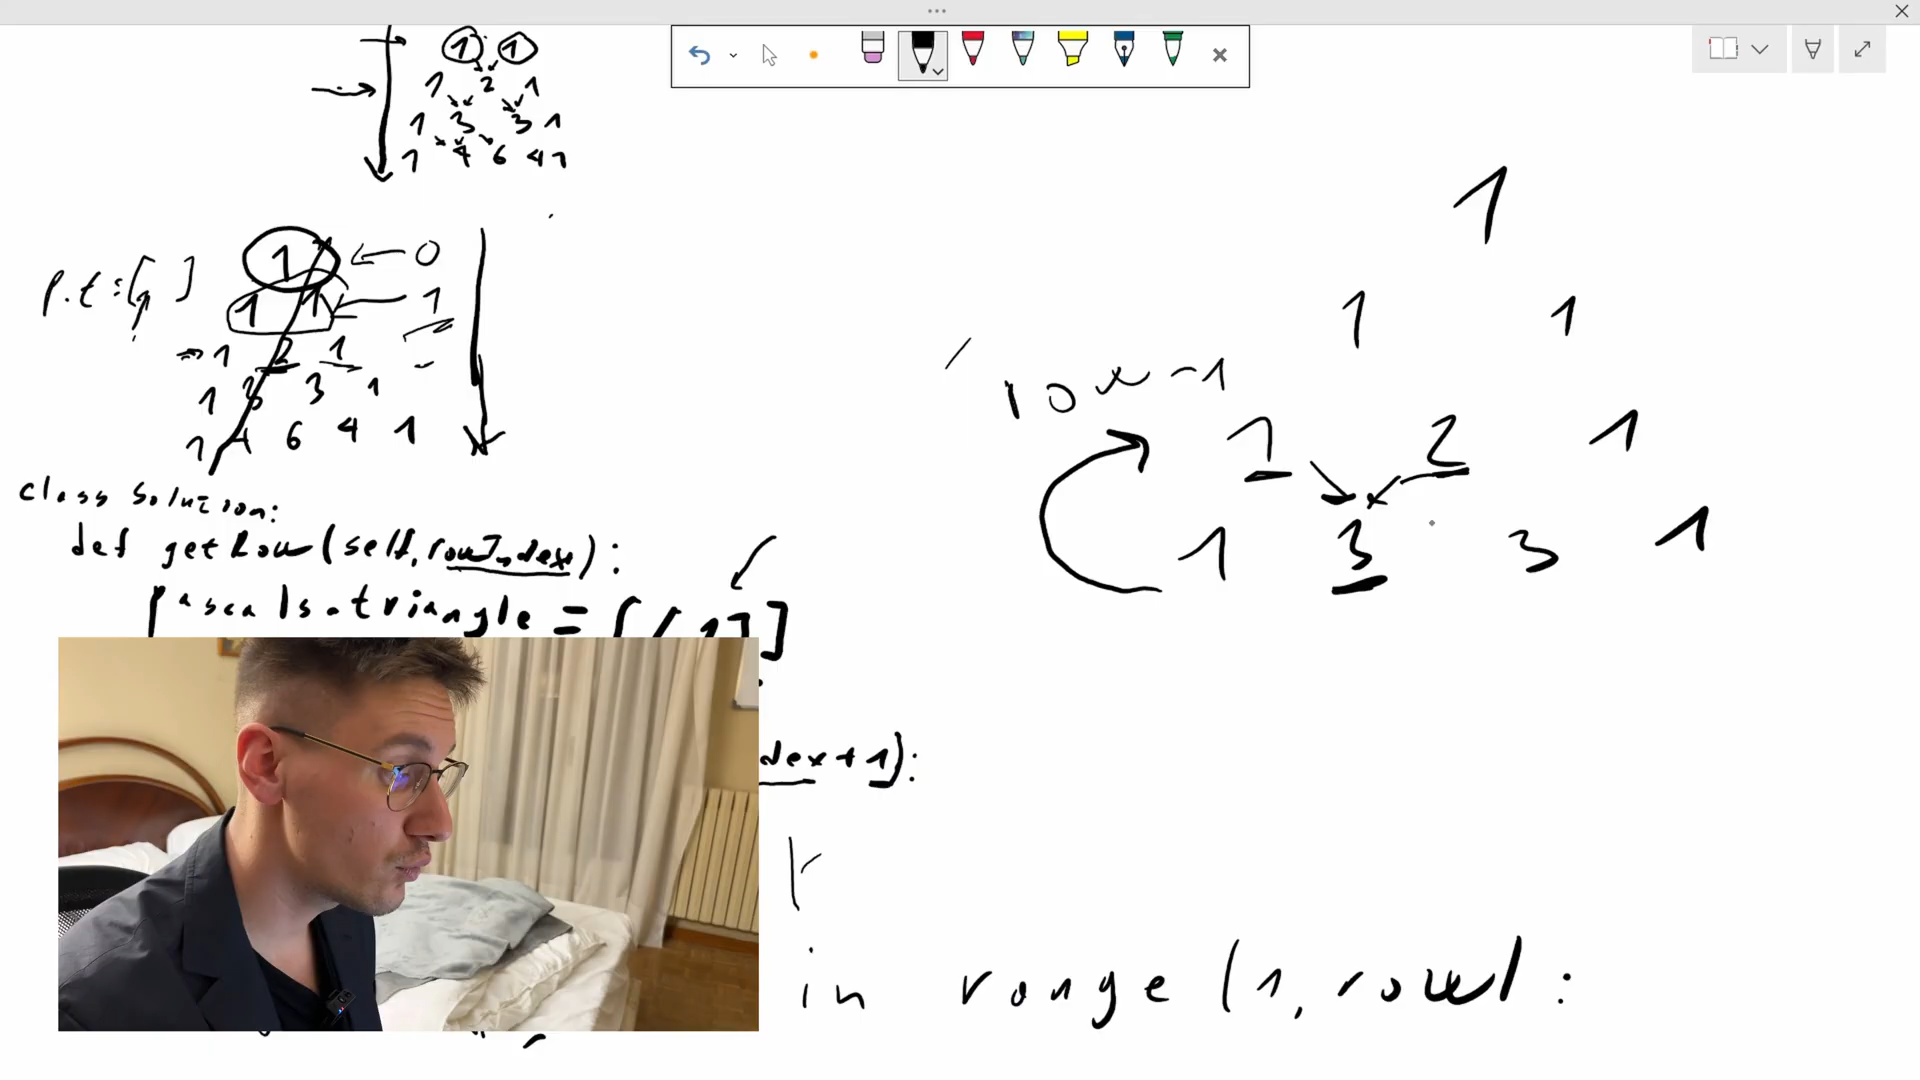 1 1
1 2 1
1 3 3 1
1 4 6 4 1
p.t = [1 ] 1 ← 0
1 1 1
→ 1 2 1
1 3 3 1
1 4 6 4 1
class Solution:
def getRow(self, rowIndex):
pascals_triangle = [[1]]
dex+1):
in range(1, row):
1
1 1
row-1
1 2 1
1 3 3 1